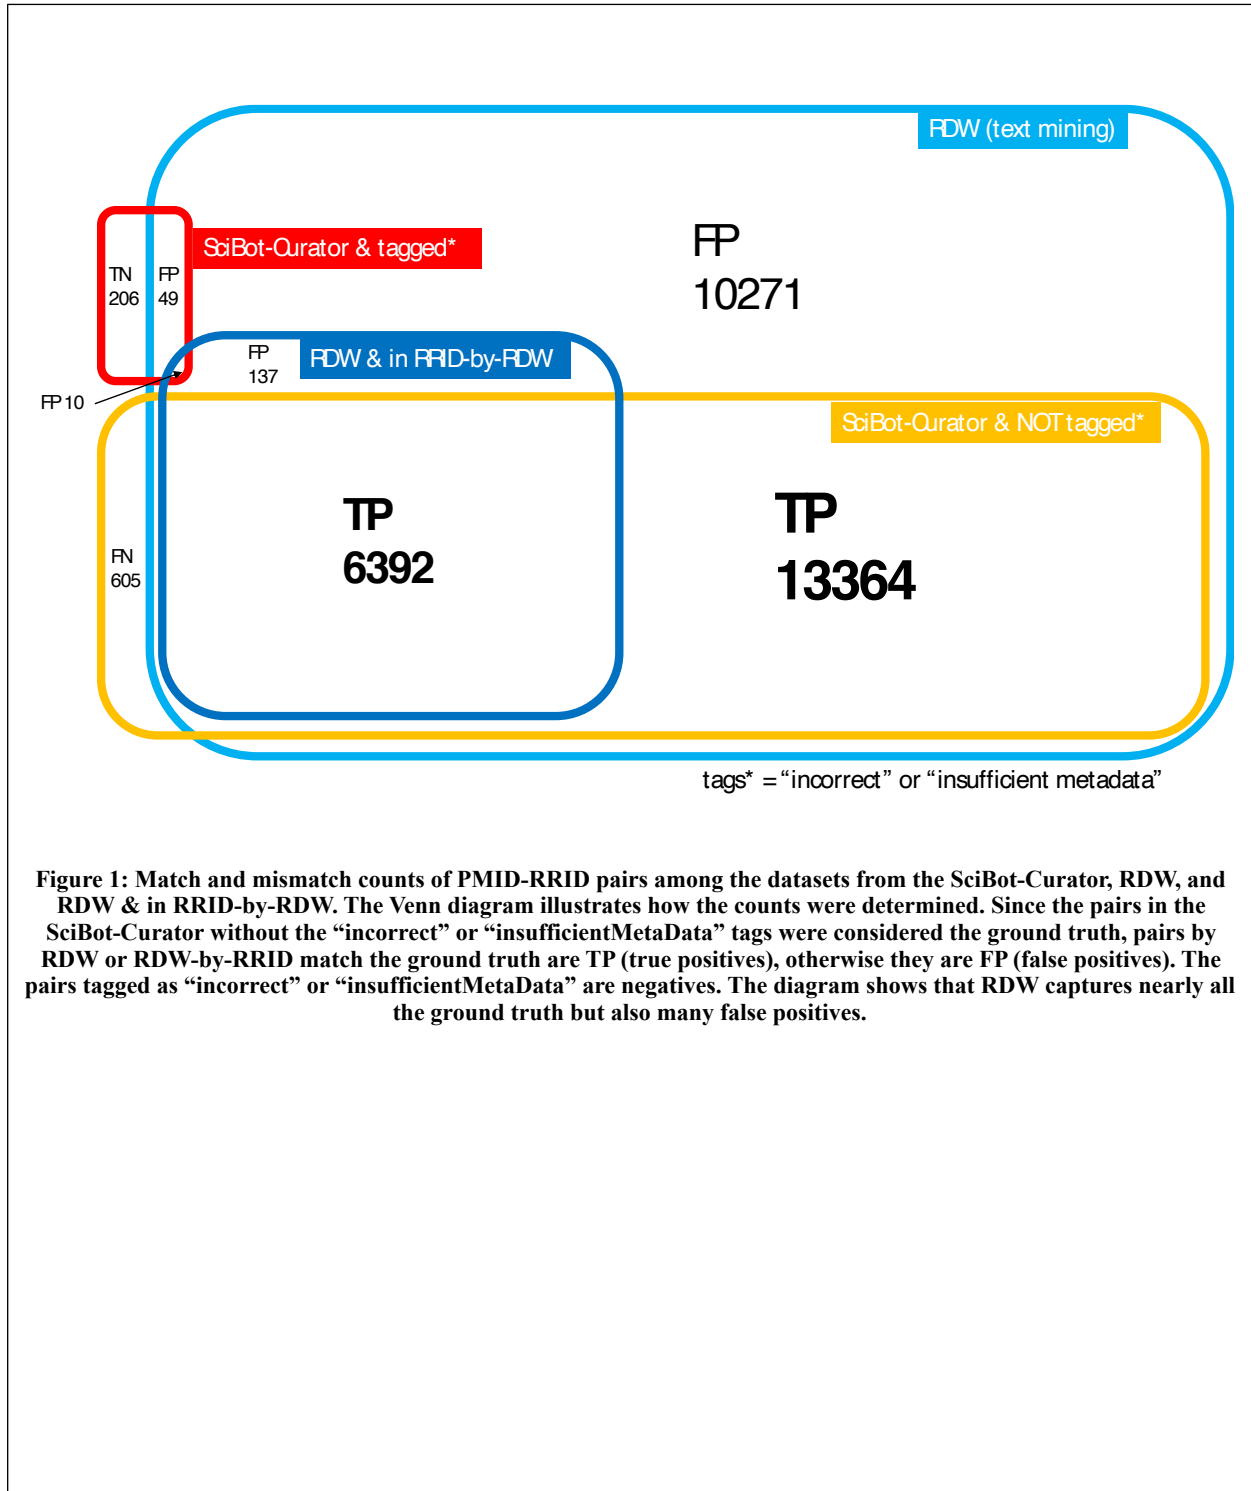 RDW (text mining)
SciBot-Curator & tagged*
FP
10271
TN
206
FP
49
RDW & in RRID-by-RDW
FP
137
FP 10
SciBot-Curator & NOT tagged*
TP
6392
TP
13364
FN
605
tags* = “incorrect” or “insufficient metadata”
Figure 1: Match and mismatch counts of PMID-RRID pairs among the datasets from the SciBot-Curator, RDW, and
RDW & in RRID-by-RDW. The Venn diagram illustrates how the counts were determined. Since the pairs in the
SciBot-Curator without the “incorrect” or “insufficientMetaData” tags were considered the ground truth, pairs by
RDW or RDW-by-RRID match the ground truth are TP (true positives), otherwise they are FP (false positives). The
pairs tagged as “incorrect” or “insufficientMetaData” are negatives. The diagram shows that RDW captures nearly all
the ground truth but also many false positives.